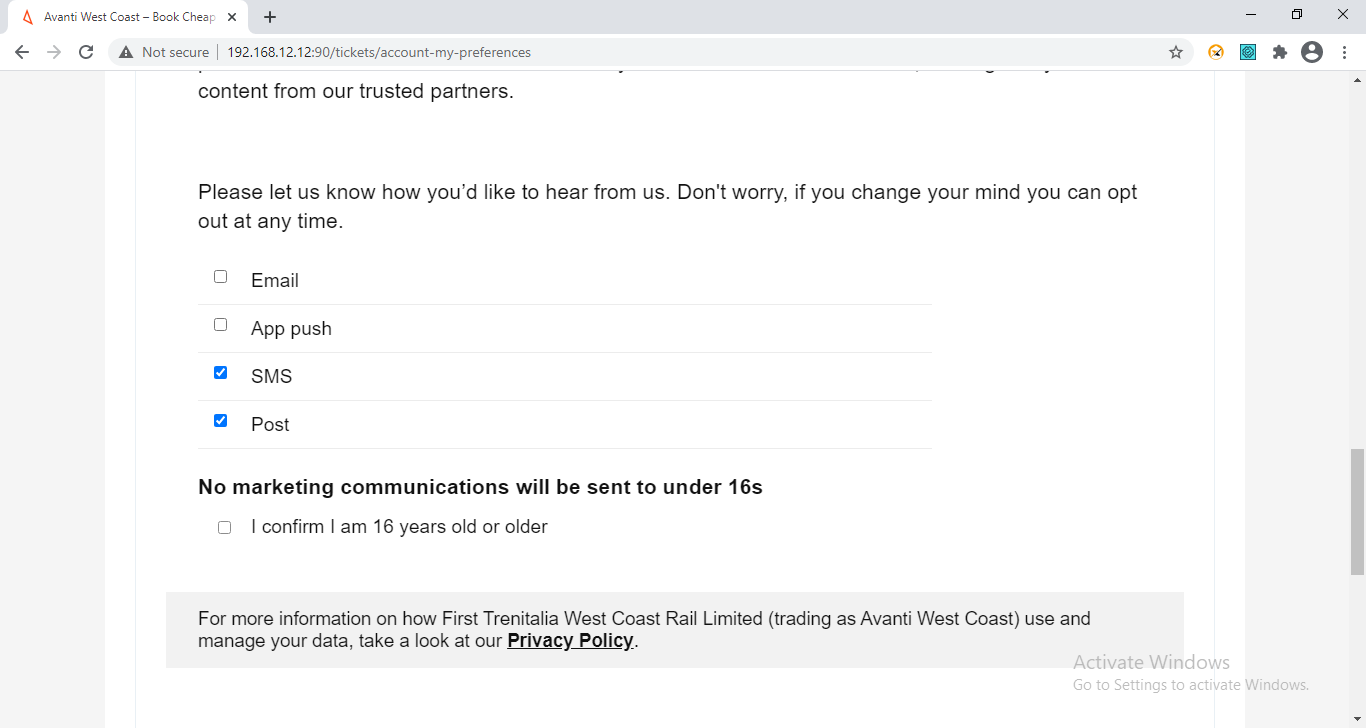 Avanti West Coast – Book Cheap
Not secure
192.168.12.12:90/tickets/account-my-preferences
content from our trusted partners.
Please let us know how you’d like to hear from us. Don't worry, if you change your mind you can opt
out at any time.
Email
App push
SMS
Post
No marketing communications will be sent to under 16s
I confirm I am 16 years old or older
For more information on how First Trenitalia West Coast Rail Limited (trading as Avanti West Coast) use and
manage your data, take a look at our Privacy Policy.
Activate Windows
Go to Settings to activate Windows.